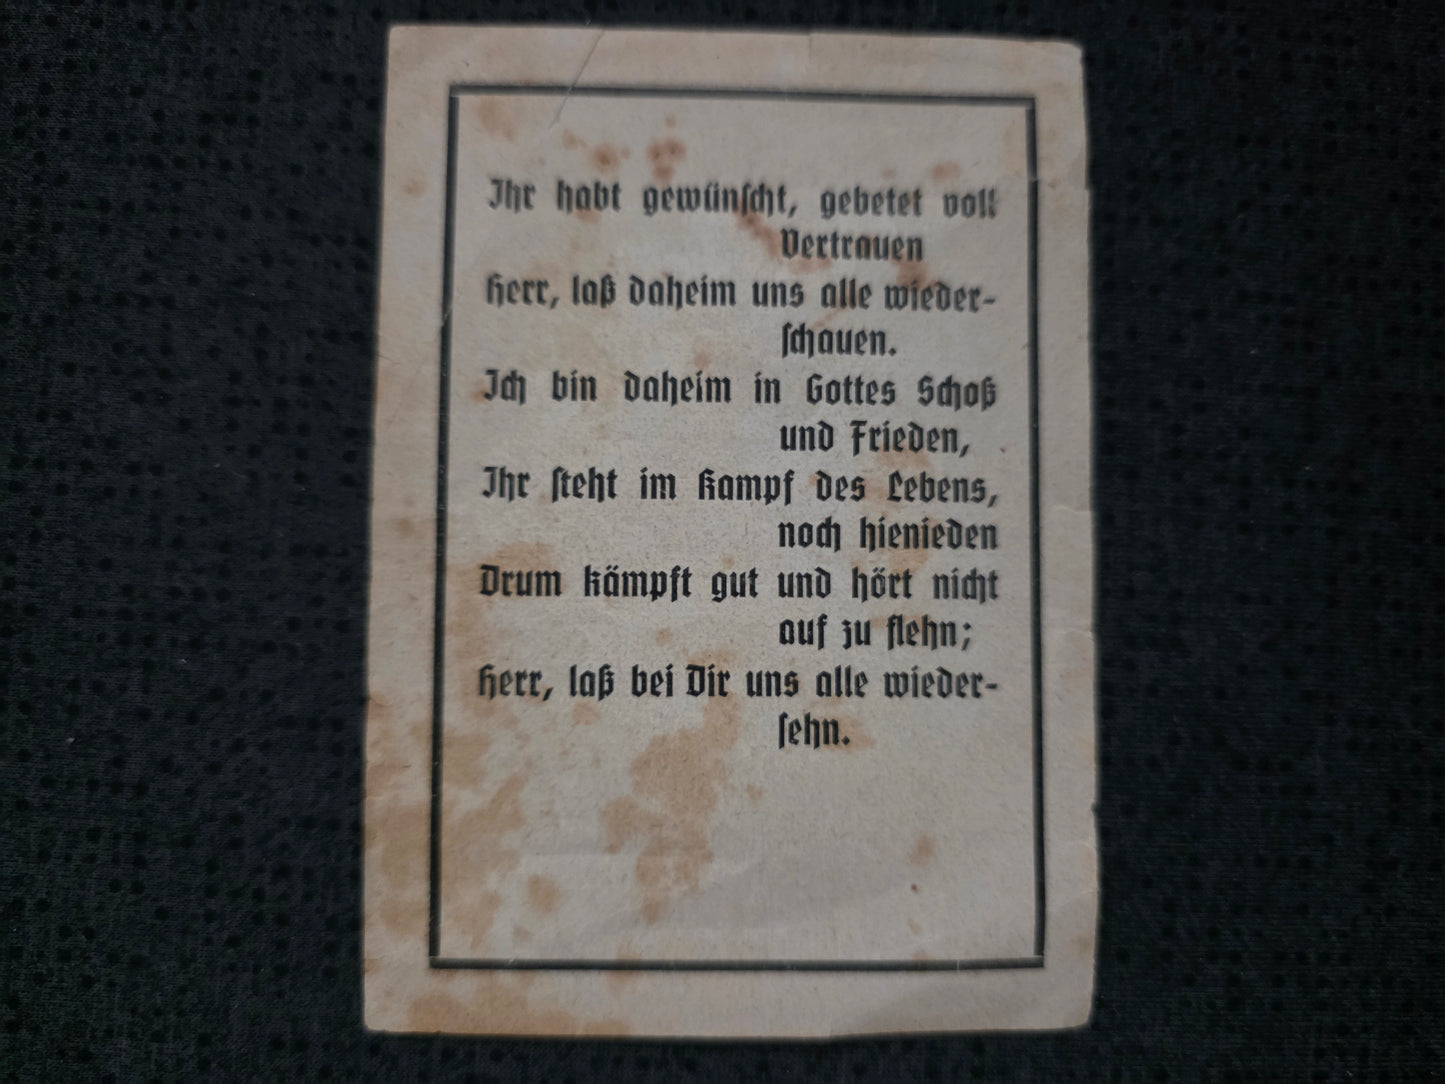 Ihr habt gewünscht, gebetet voll
Vertrauen
Herr, laß daheim uns alle wieder-
schauen.
Ich bin daheim in Gottes Schoß
und Frieden,
Ihr steht im Kampf des Lebens,
noch hienieden
Drum kämpft gut und hört nicht
auf zu flehn;
Herr, laß bei Dir uns alle wieder-
sehn.